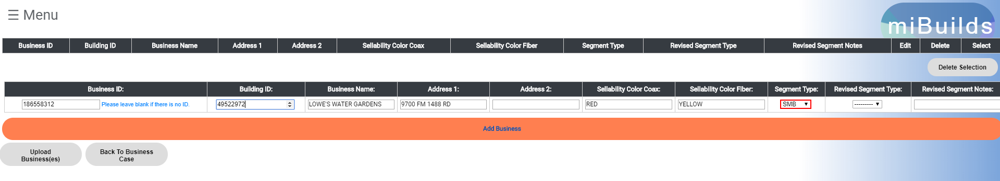 ☰ Menu
miBuilds
Business ID Building ID Business Name Address 1 Address 2 Sellability Color Coax Sellability Color Fiber Segment Type Revised Segment Type Revised Segment Notes Edit Delete Select
Delete Selection
Business ID: Building ID: Business Name: Address 1: Address 2: Sellability Color Coax: Sellability Color Fiber: Segment Type: Revised Segment Type: Revised Segment Notes:
186558312 Please leave blank if there is no ID. 49522972 LOWE'S WATER GARDENS 9700 FM 1488 RD RED YELLOW SMB ---------
Add Business
Upload
Business(es)
Back To Business
Case